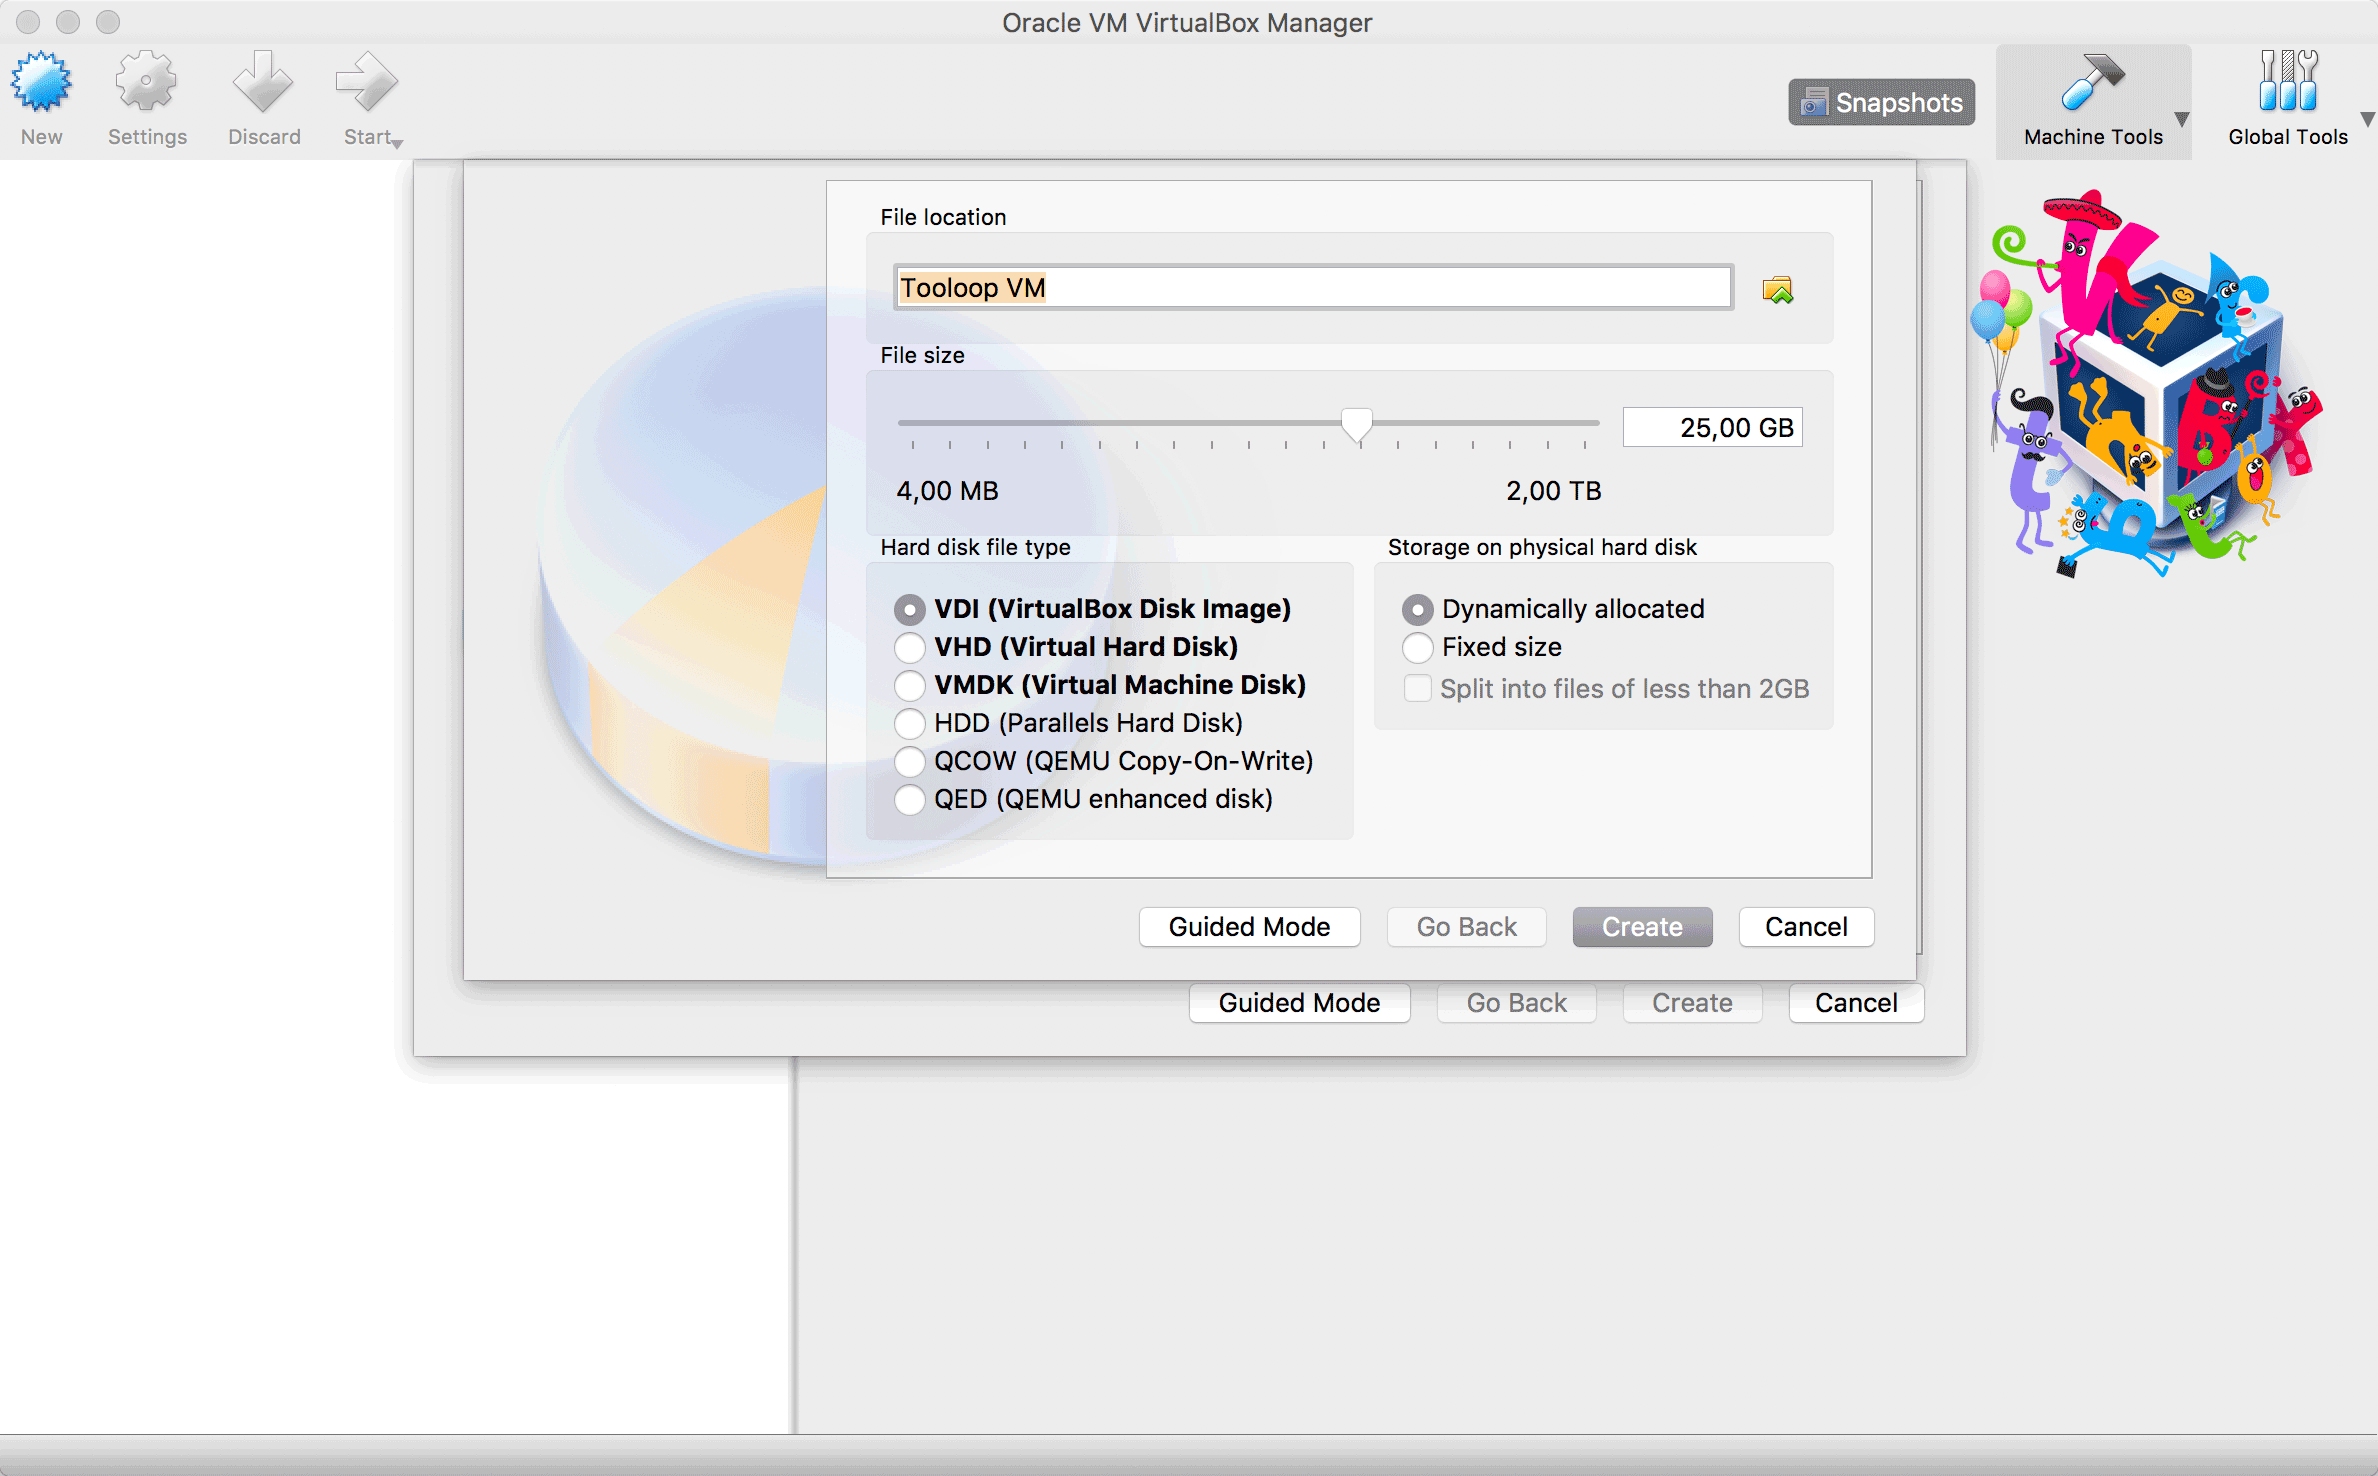 Oracle VM VirtualBox Manager
New
Settings
Discard
Start
Snapshots
Machine Tools
Global Tools
File location
Tooloop VM
File size
25,00 GB
4,00 MB
2,00 TB
Hard disk file type
VDI (VirtualBox Disk Image)
VHD (Virtual Hard Disk)
VMDK (Virtual Machine Disk)
HDD (Parallels Hard Disk)
QCOW (QEMU Copy-On-Write)
QED (QEMU enhanced disk)
Storage on physical hard disk
Dynamically allocated
Fixed size
Split into files of less than 2GB
Guided Mode
Go Back
Create
Cancel
Guided Mode
Go Back
Create
Cancel